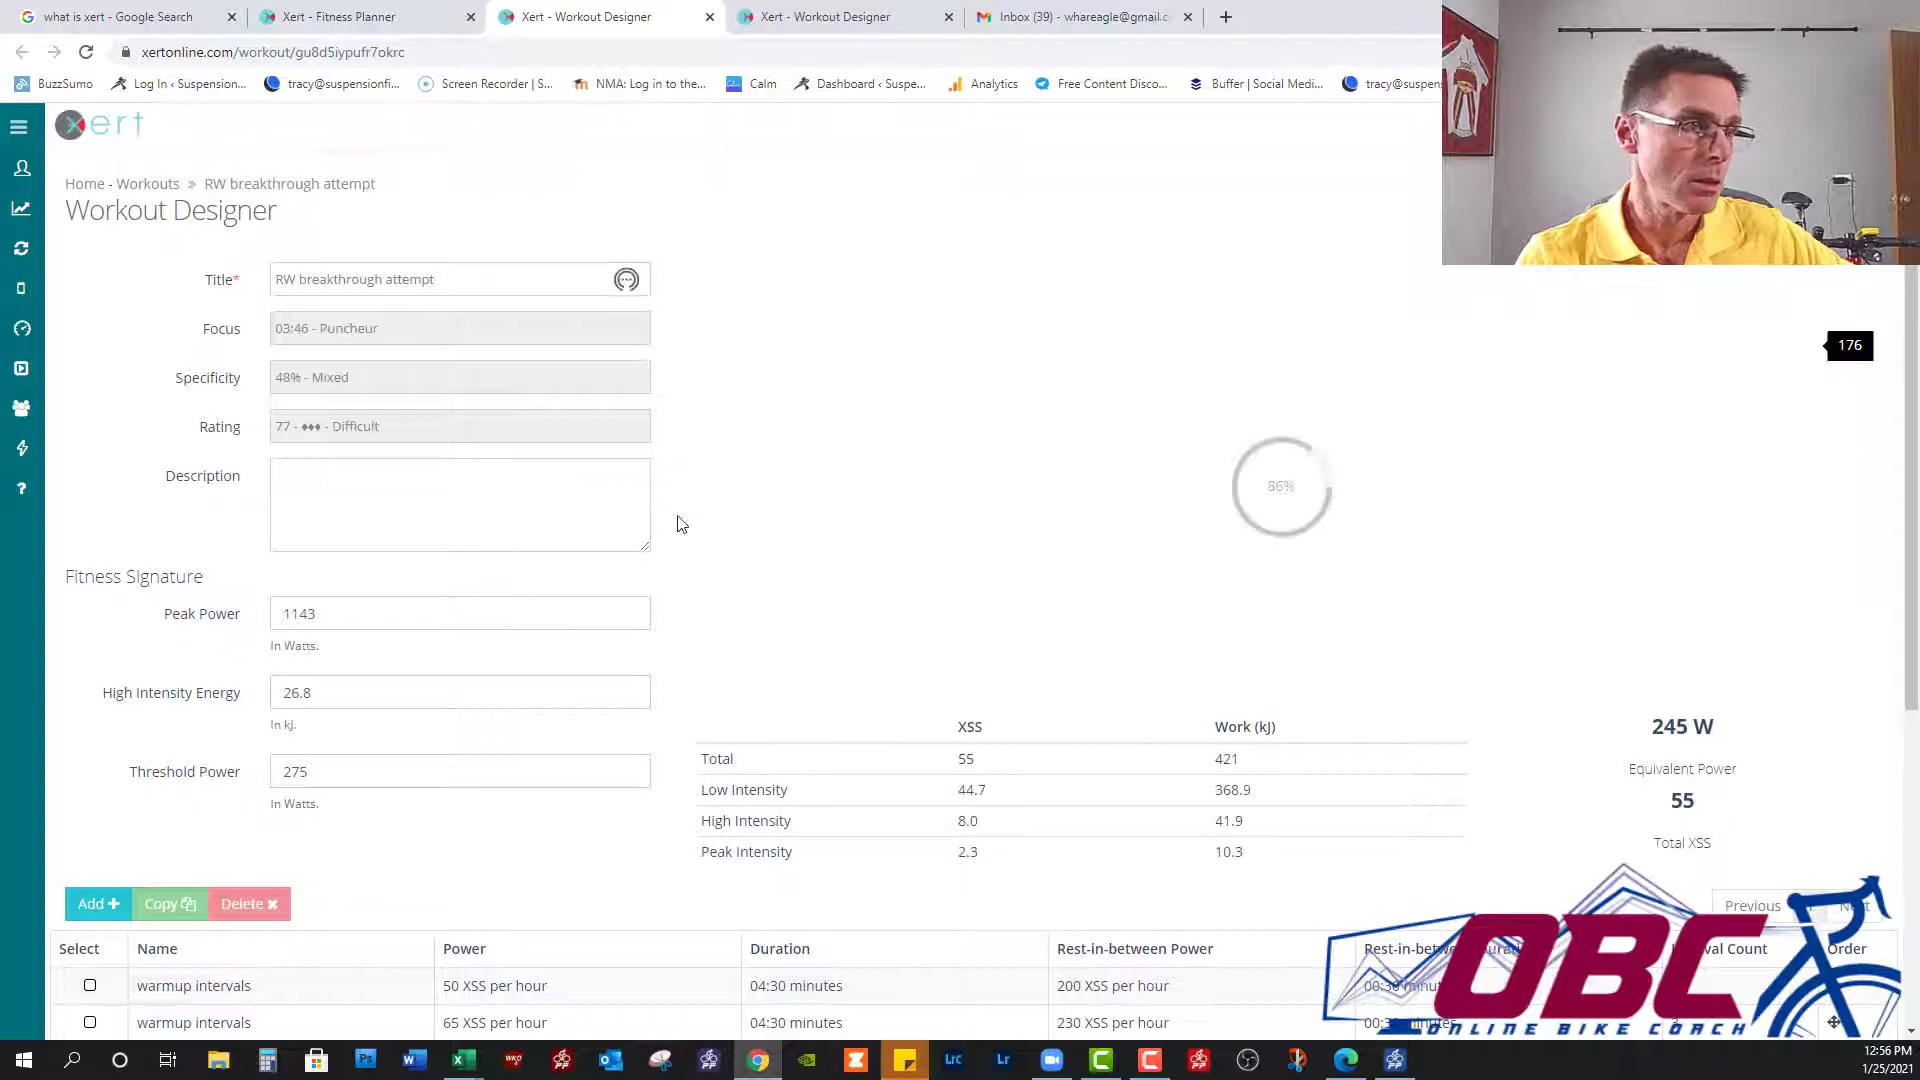 what is xert - Google Search
Xert - Fitness Planner
Xert - Workout Designer
Xert - Workout Designer
Inbox (39) - whareagle@gmail.c
xertonline.com/workout/gu8d5iypufr7okrc
BuzzSumo
Log In ‹ Suspension...
tracy@suspensionfi...
Screen Recorder | S...
NMA: Log in to the...
Calm
Dashboard ‹ Suspe...
Analytics
Free Content Disco...
Buffer | Social Medi...
tracy@suspens
xert
Home - Workouts » RW breakthrough attempt
Workout Designer
Title* RW breakthrough attempt
Focus 03:46 - Puncheur
Specificity 48% - Mixed
Rating 77 - ♦♦♦ - Difficult
Description
176
86%
Fitness Signature
Peak Power 1143
In Watts.
High Intensity Energy 26.8
In kJ.
Threshold Power 275
In Watts.
XSS Work (kJ)
Total 55 421
Low Intensity 44.7 368.9
High Intensity 8.0 41.9
Peak Intensity 2.3 10.3
245 W
Equivalent Power
55
Total XSS
Add Copy Delete
Previous
Select Name Power Duration Rest-in-between Power Order
warmup intervals 50 XSS per hour 04:30 minutes 200 XSS per hour
warmup intervals 65 XSS per hour 04:30 minutes 230 XSS per hour
OBC
ONLINE BIKE COACH
12:56 PM
1/25/2021